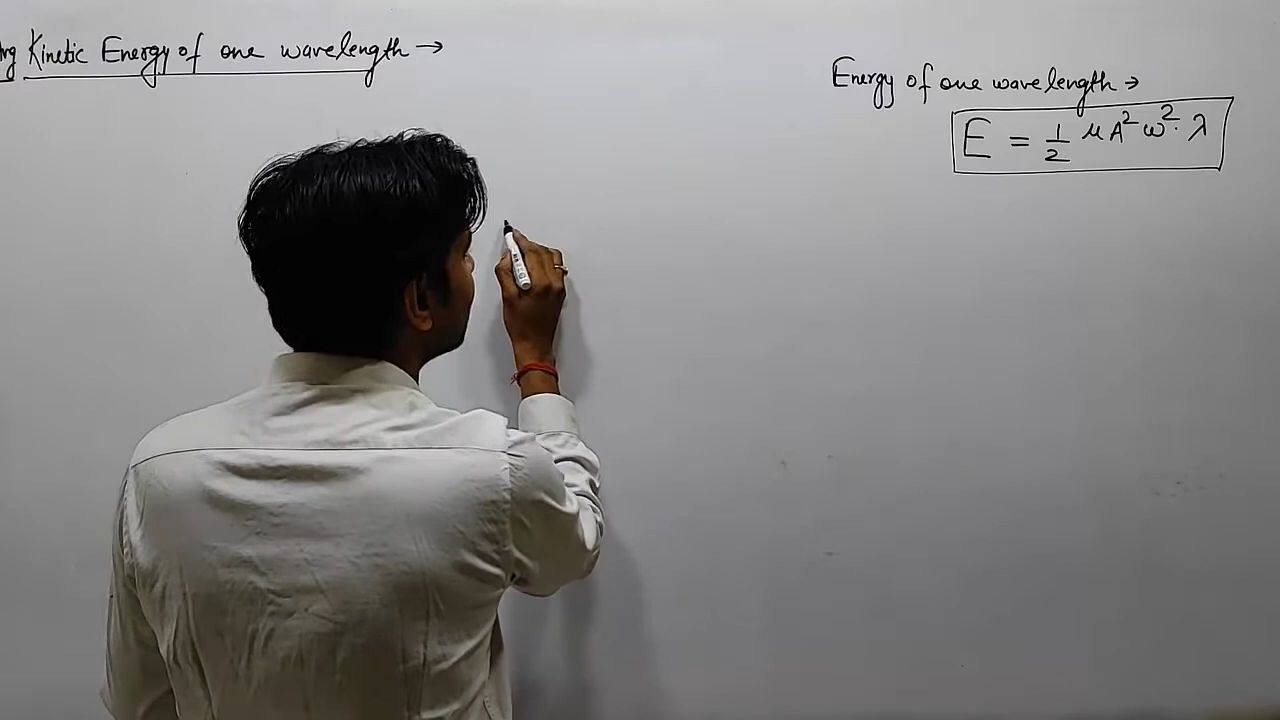 Kinetic Energy of one wavelength →
Energy of one wavelength →
E = 1/2 μA²ω². λ